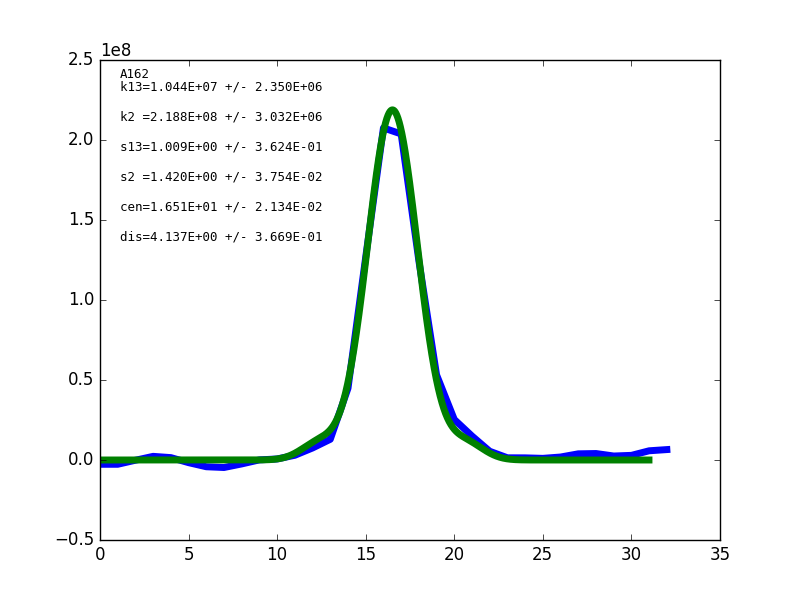 1e8
2.5
2.0
1.5
1.0
0.5
0.0
−0.5
A162
k13=1.044E+07 +/- 2.350E+06
k2 =2.188E+08 +/- 3.032E+06
s13=1.009E+00 +/- 3.624E-01
s2 =1.420E+00 +/- 3.754E-02
cen=1.651E+01 +/- 2.134E-02
dis=4.137E+00 +/- 3.669E-01
0 5 10 15 20 25 30 35